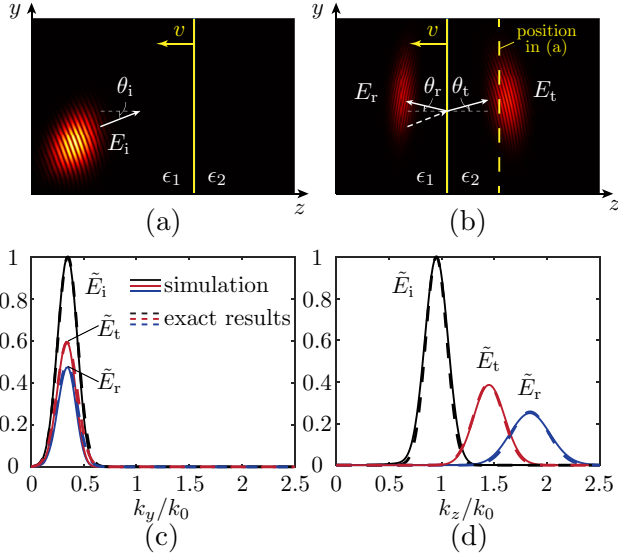 y
v
θi
Ei
ϵ1 ϵ2
z
(a)
y
v
position
in (a)
Er
θr θt
Et
ϵ1 ϵ2
z
(b)
1
0.8
0.6
0.4
0.2
0
Ẽi
simulation
exact results
Ẽt
Ẽr
0 0.5 1 1.5 2 2.5
ky/k0
(c)
1
0.8
0.6
0.4
0.2
0
Ẽi
Ẽt
Ẽr
0 0.5 1 1.5 2 2.5
kz/k0
(d)